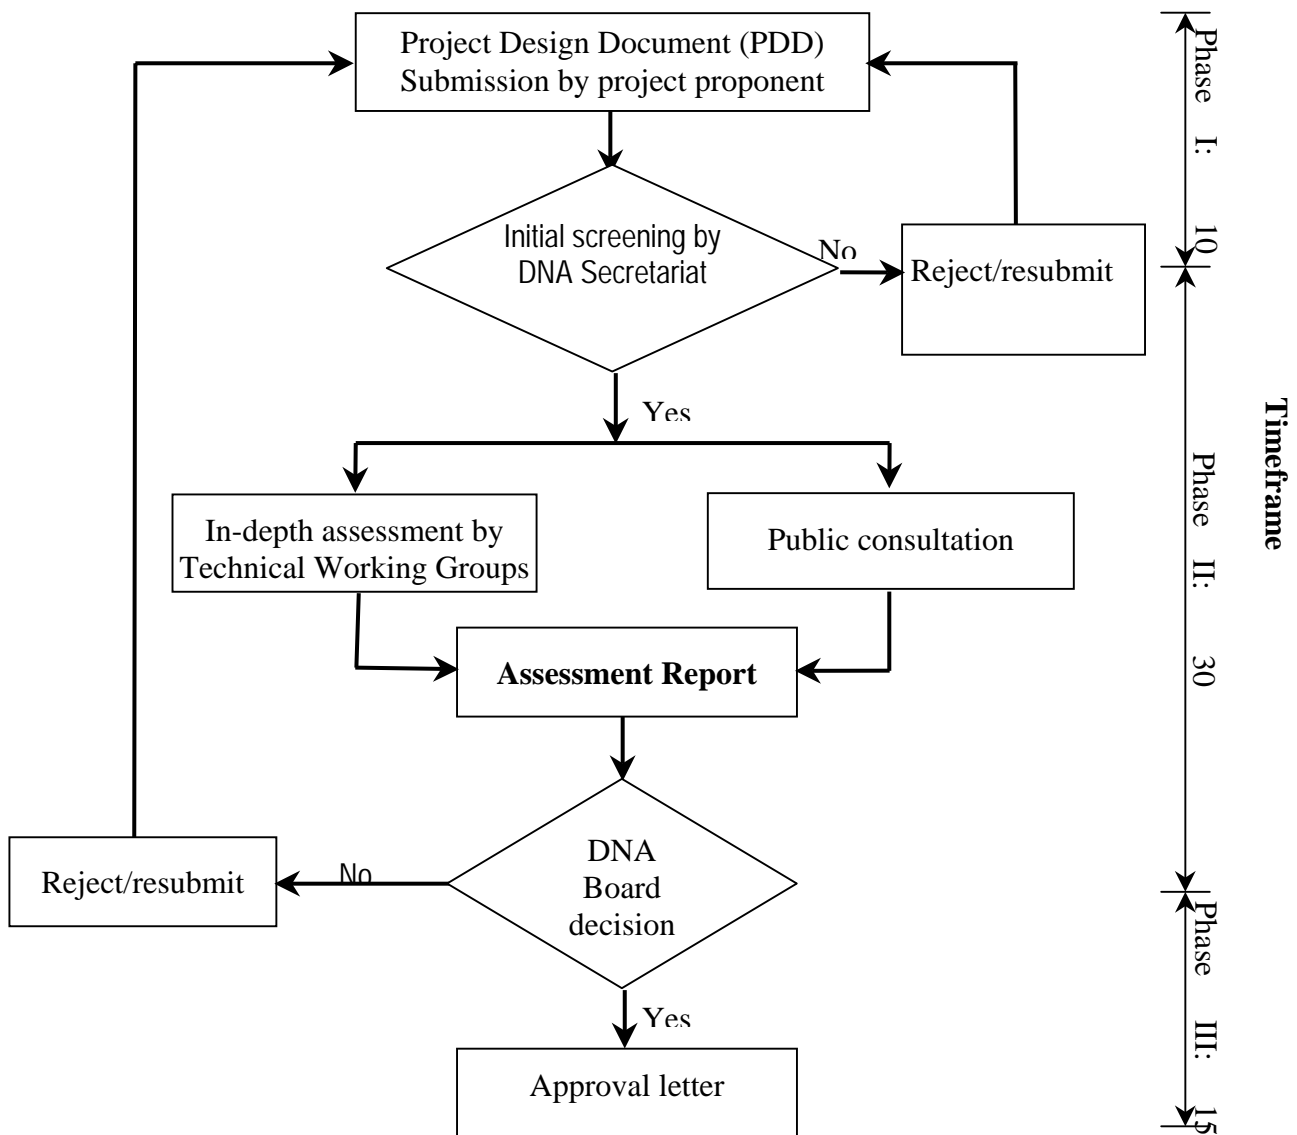 Project Design Document (PDD)
Submission by project proponent
Initial screening by
DNA Secretariat
No
Reject/resubmit
Yes
In-depth assessment by
Technical Working Groups
Public consultation
Assessment Report
DNA
Board
decision
No
Reject/resubmit
Yes
Approval letter
Phase I: 10
Phase II: 30
Phase III: 15
Timeframe